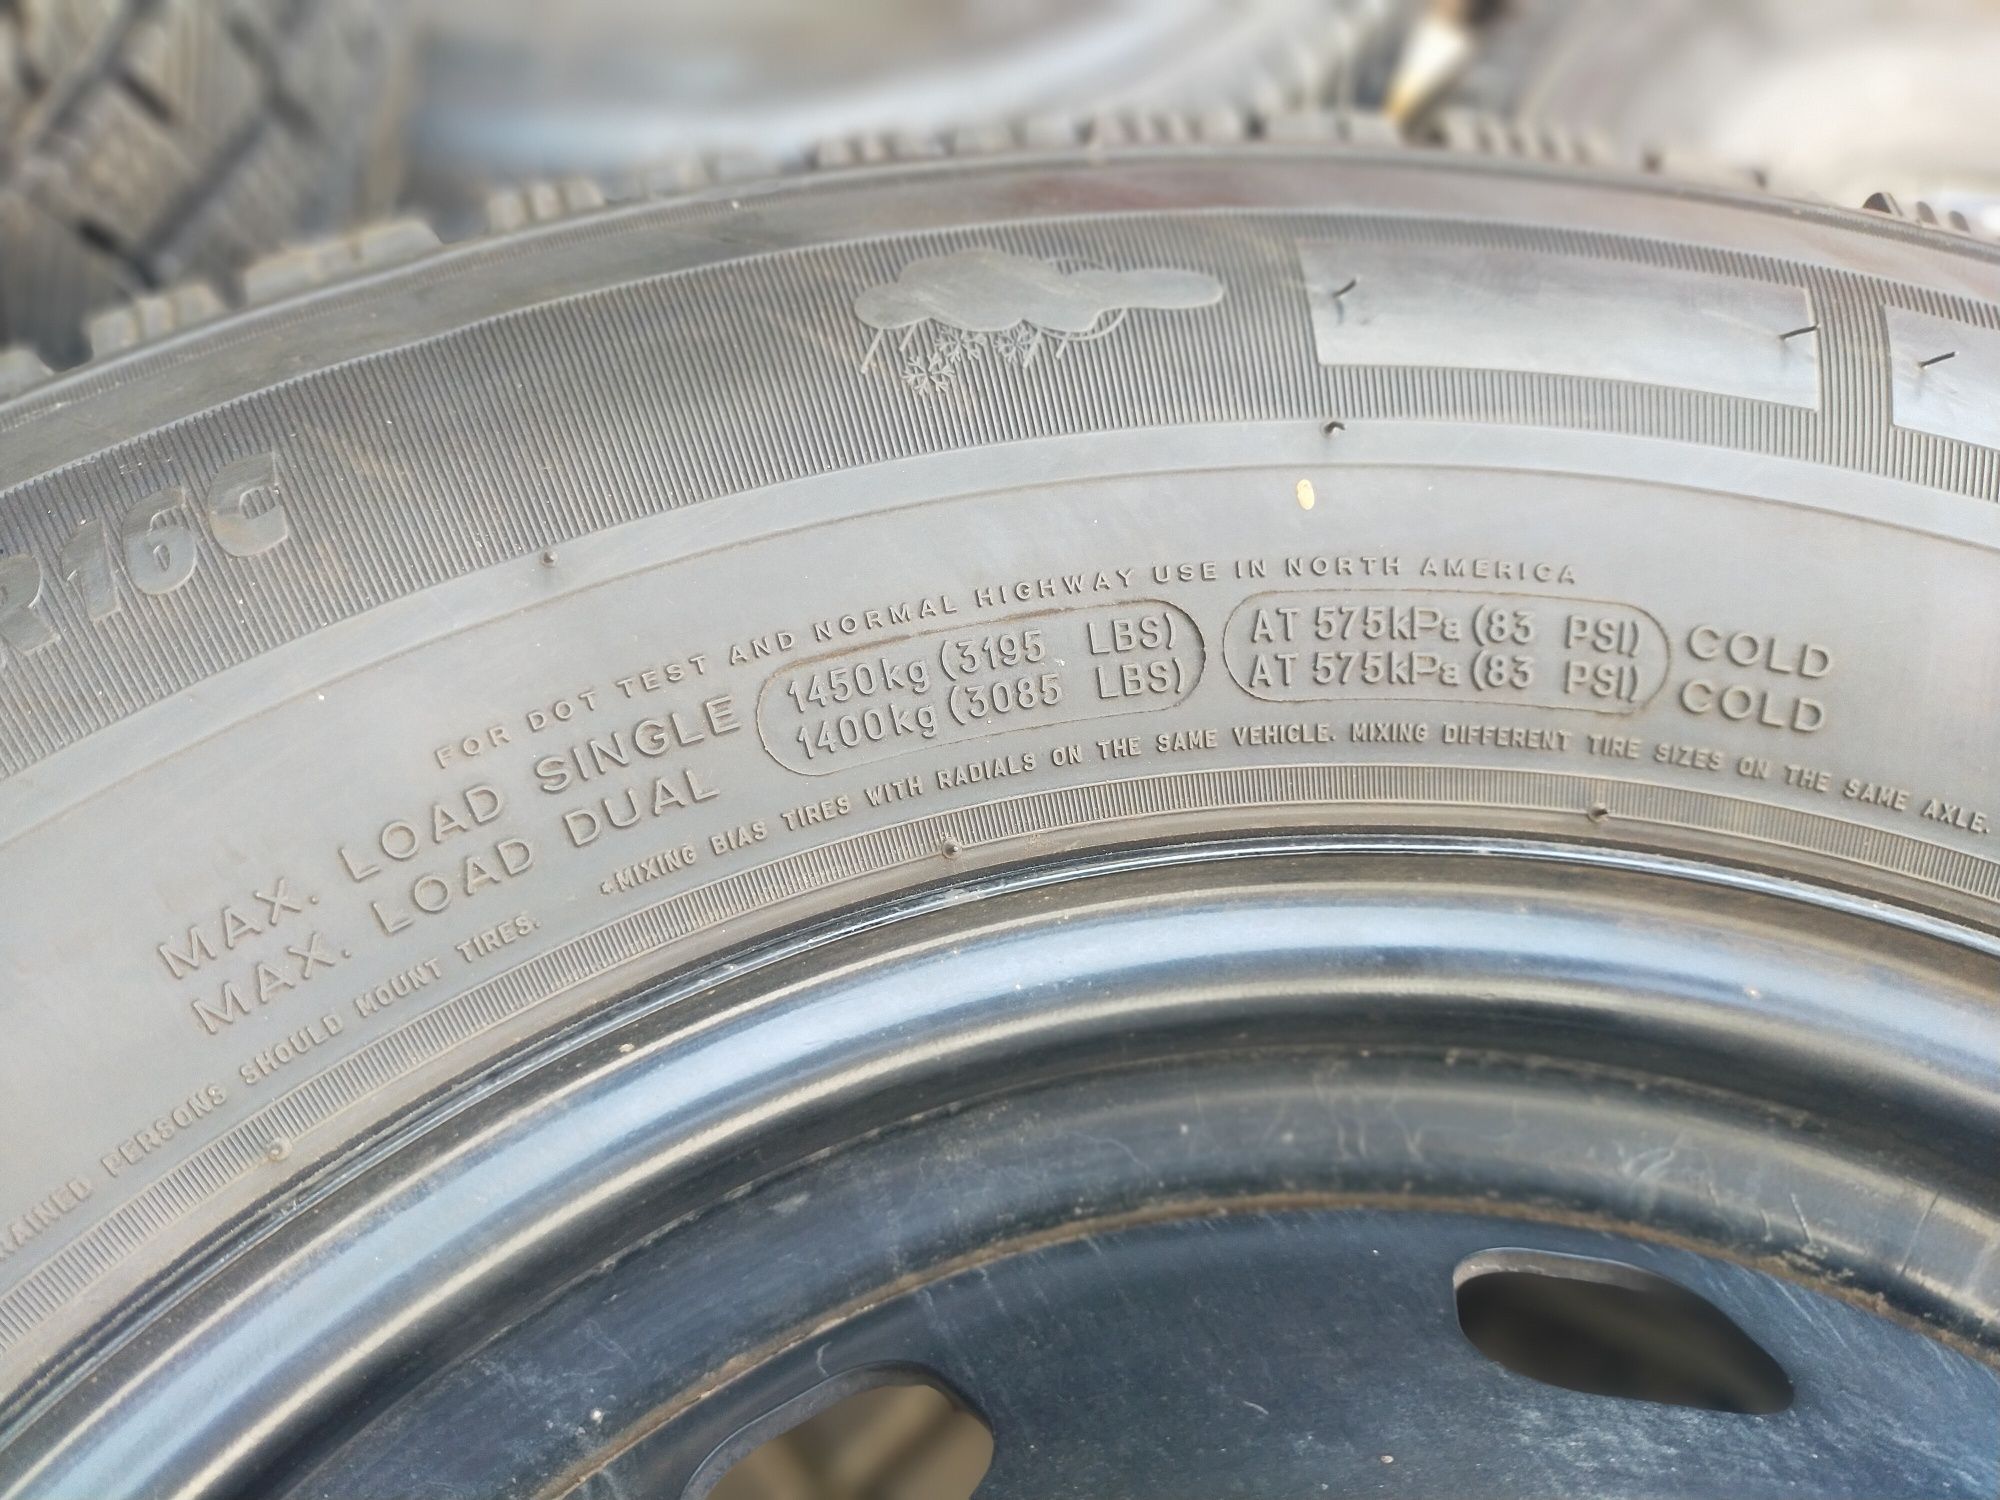 R16C
FOR DOT TEST AND NORMAL HIGHWAY USE IN NORTH AMERICA
MAX. LOAD SINGLE 1450kg (3195 LBS) AT 575kPa (83 PSI) COLD
MAX. LOAD DUAL 1400kg (3085 LBS) AT 575kPa (83 PSI) COLD
RAINED PERSONS SHOULD MOUNT TIRES. *MIXING BIAS TIRES WITH RADIALS ON THE SAME VEHICLE. MIXING DIFFERENT TIRE SIZES ON THE SAME AXLE.